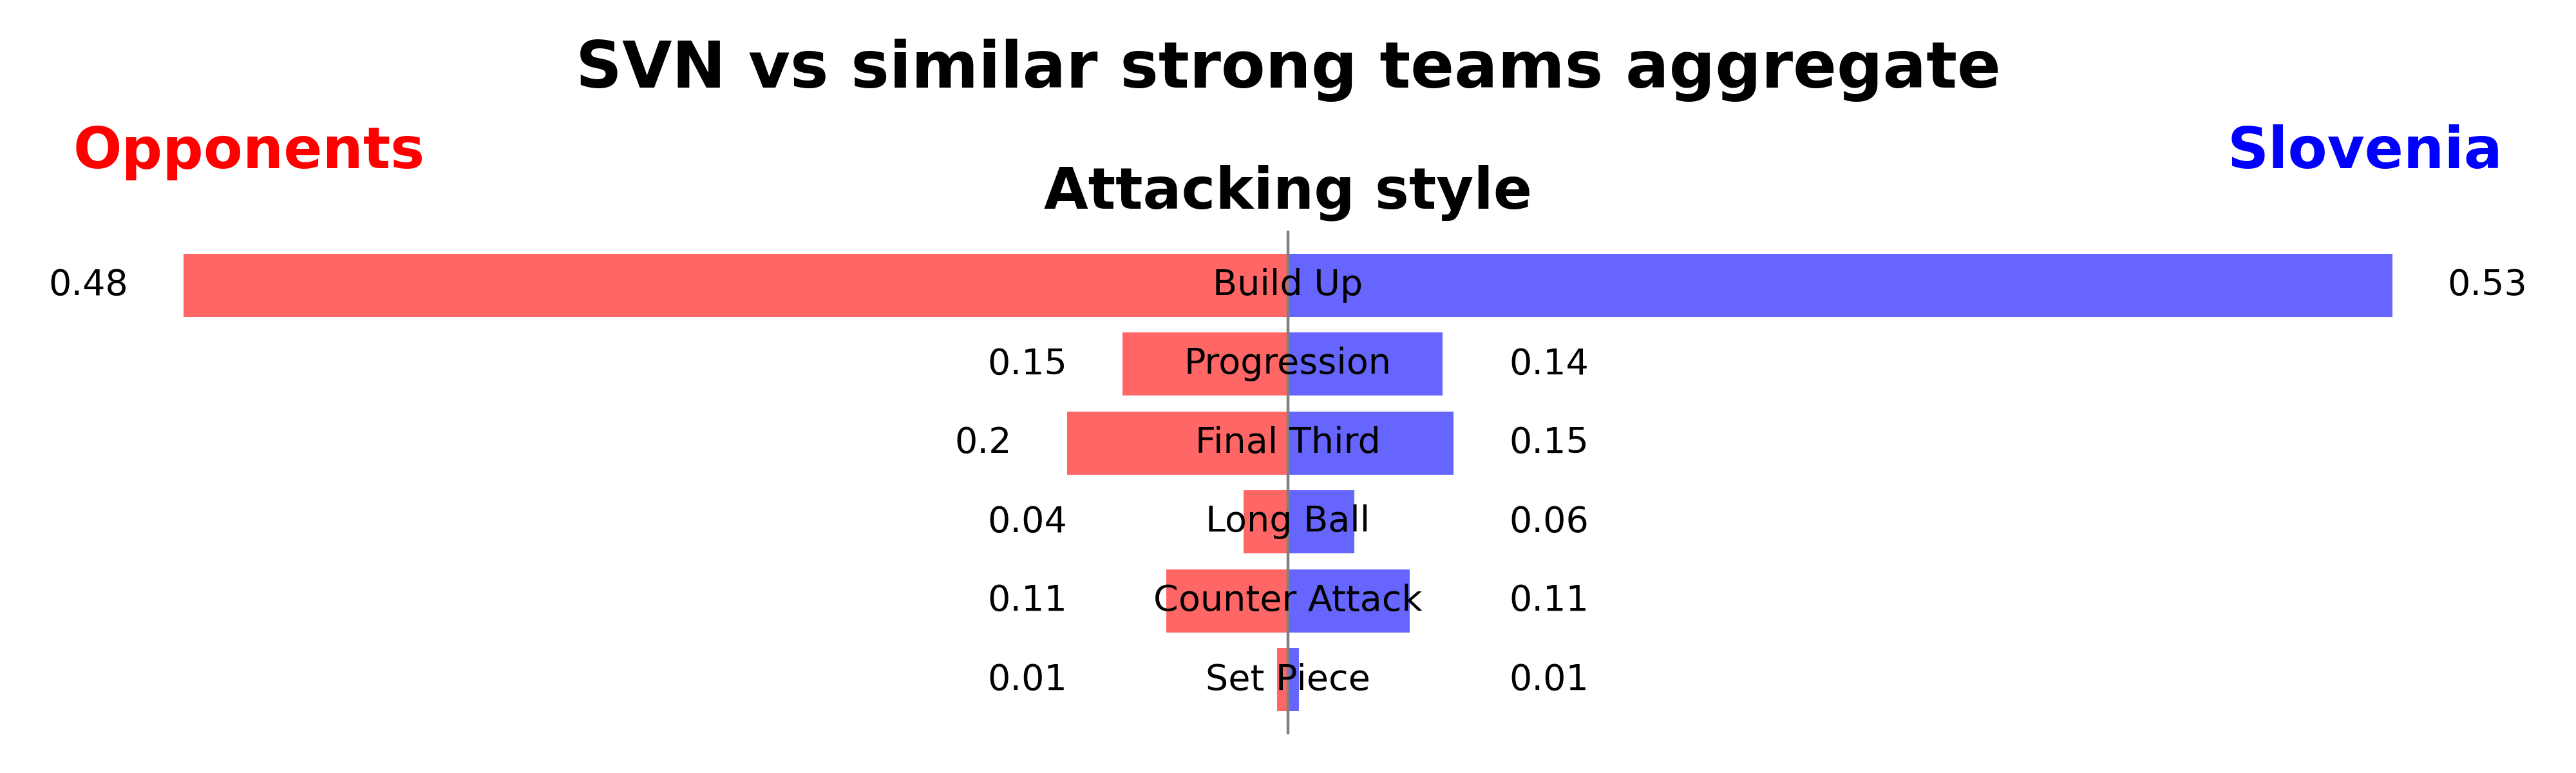 SVN vs similar strong teams aggregate
Opponents
Slovenia
Attacking style
0.48 Build Up 0.53
0.15 Progression 0.14
0.2 Final Third 0.15
0.04 Long Ball 0.06
0.11 Counter Attack 0.11
0.01 Set Piece 0.01